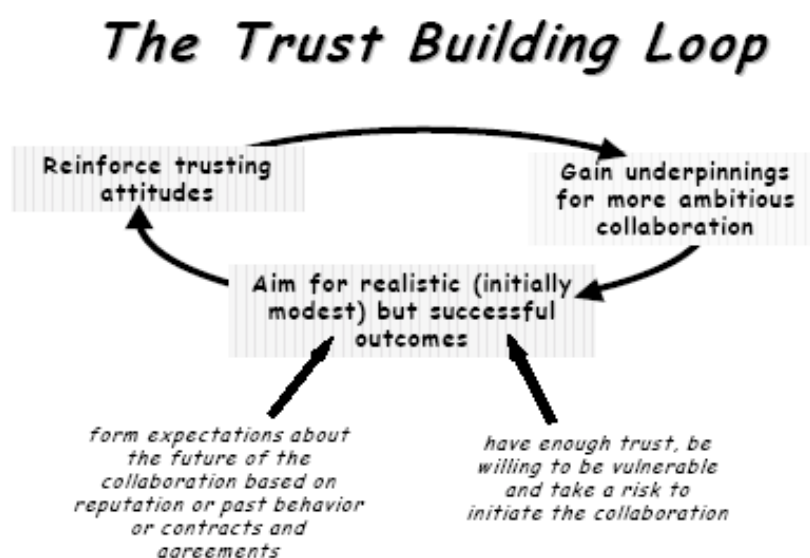 The Trust Building Loop
Reinforce trusting
attitudes
Gain underpinnings
for more ambitious
collaboration
Aim for realistic (initially
modest) but successful
outcomes
form expectations about
the future of the
collaboration based on
reputation or past behavior
or contracts and
agreements
have enough trust, be
willing to be vulnerable
and take a risk to
initiate the collaboration